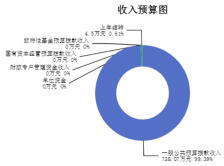 收入预算图
上年结转
4.5万元 0.61%
政府性基金预算拨款收入
0万元 0%
国有资本经营预算拨款收入
0万元 0%
财政专户管理资金收入
0万元 0%
单位资金
0万元 0%
一般公共预算拨款收入
728.07万元 99.39%